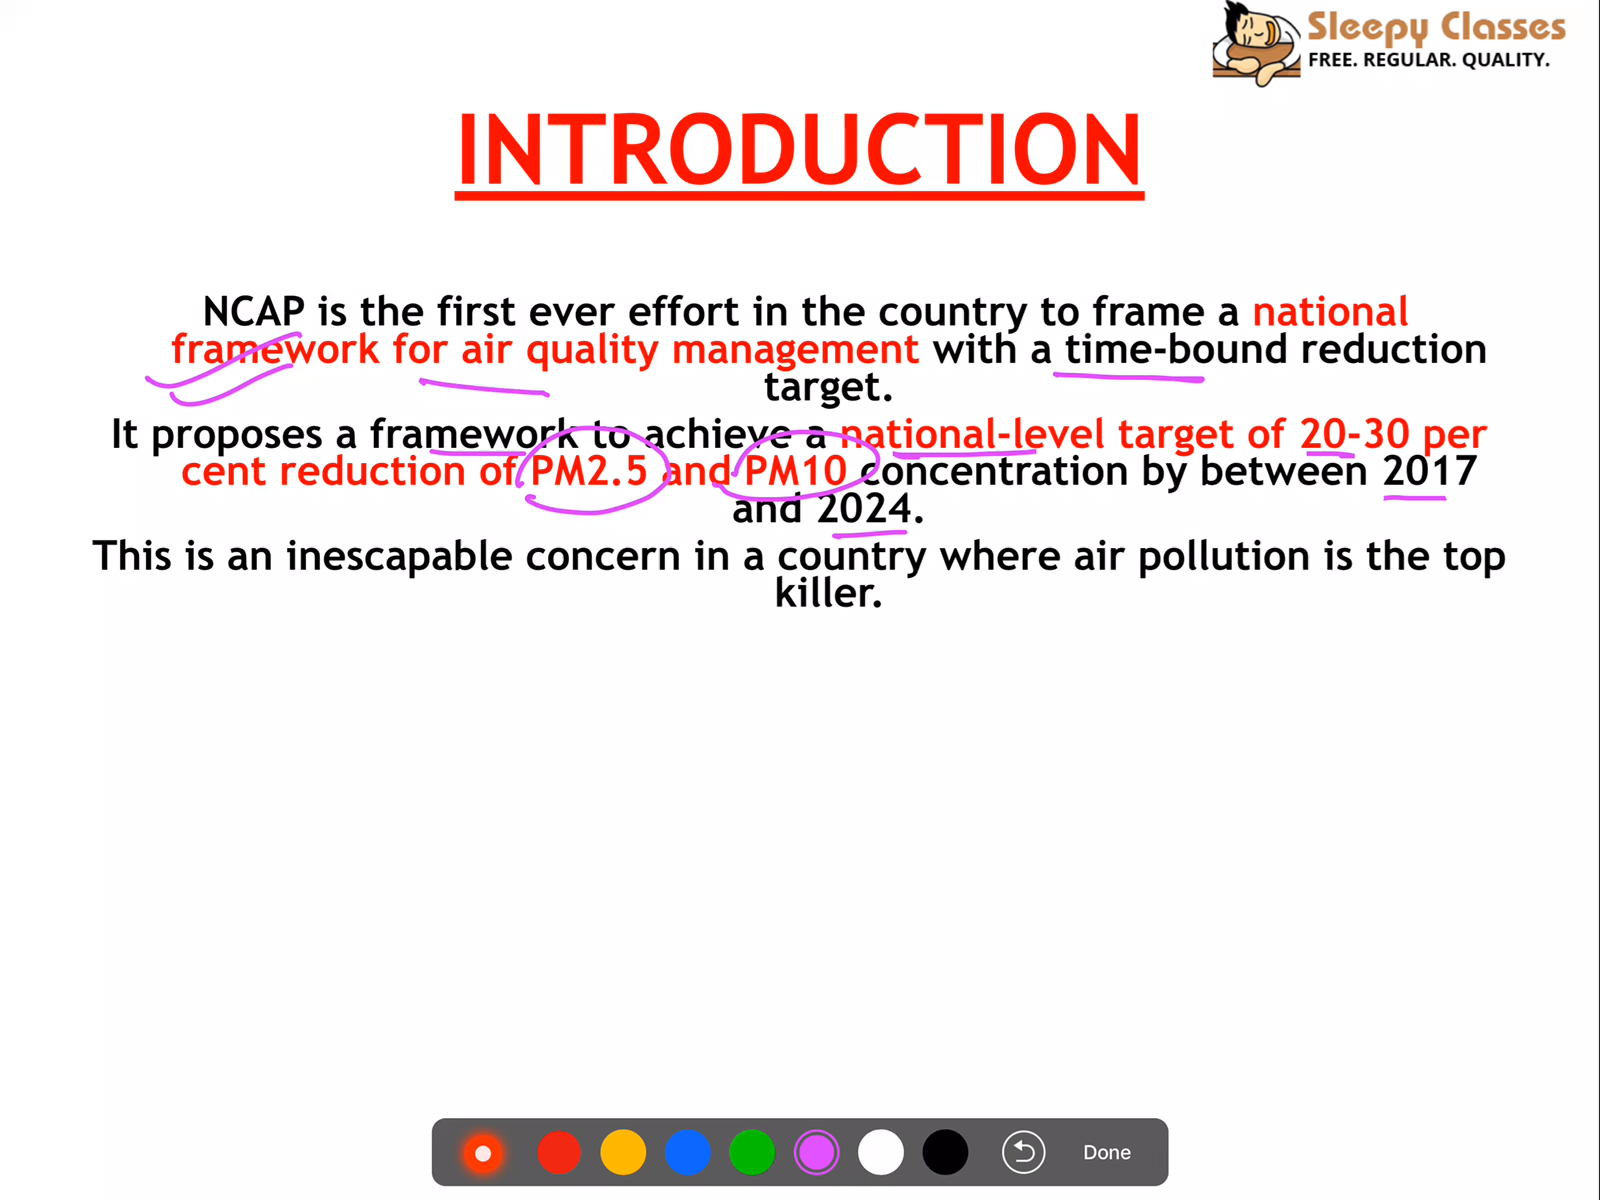 Sleepy Classes
FREE. REGULAR. QUALITY.
INTRODUCTION
NCAP is the first ever effort in the country to frame a national
framework for air quality management with a time-bound reduction
target.
It proposes a framework to achieve a national-level target of 20-30 per
cent reduction of PM2.5 and PM10 concentration by between 2017
and 2024.
This is an inescapable concern in a country where air pollution is the top
killer.
Done